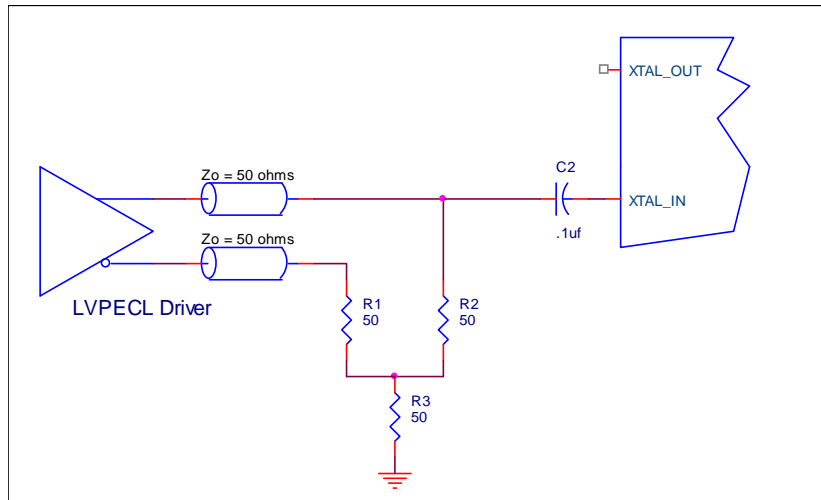 XTAL_OUT
Zo = 50 ohms
C2
XTAL_IN
.1uf
Zo = 50 ohms
LVPECL Driver
R1
50
R2
50
R3
50